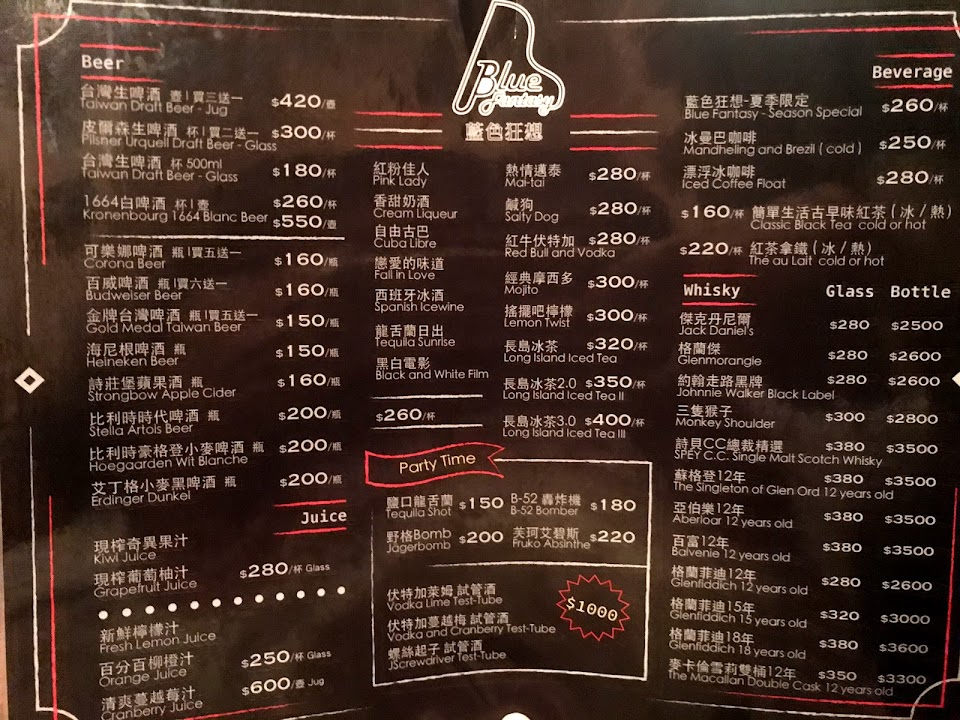 Blue
Fantasy
藍色狂想
Beer
台灣生啤酒 壺|買三送一
Taiwan Draft Beer - Jug
$420/壺
皮爾森生啤酒 杯|買二送一
Pilsner Urquell Draft Beer - Glass
$300/杯
台灣生啤酒 杯 500ml
Taiwan Draft Beer - Glass
$180/杯
1664白啤酒 杯|壺
Kronenbourg 1664 Blanc Beer
$260/杯
$550/壺
可樂娜啤酒 瓶|買五送一
Corona Beer
$160/瓶
百威啤酒 瓶|買六送一
Budweiser Beer
$160/瓶
金牌台灣啤酒 瓶|買五送一
Gold Medal Taiwan Beer
$150/瓶
海尼根啤酒 瓶
Heineken Beer
$150/瓶
詩莊堡蘋果酒 瓶
Strongbow Apple Cider
$160/瓶
比利時時代啤酒 瓶
Stella Artois Beer
$200/瓶
比利時豪格登小麥啤酒 瓶
Hoegaarden Wit Blanche
$200/瓶
艾丁格小麥黑啤酒 瓶
Erdinger Dunkel
$200/瓶
Juice
現榨奇異果汁
Kiwi Juice
現榨葡萄柚汁
Grapefruit Juice
$280/杯 Glass
新鮮檸檬汁
Fresh Lemon Juice
百分百柳橙汁
Orange Juice
清爽蔓越莓汁
Cranberry Juice
$250/杯 Glass
$600/壺 Jug
紅粉佳人
Pink Lady
香甜奶酒
Cream Liqueur
自由古巴
Cuba Libre
戀愛的味道
Fall in Love
西班牙冰酒
Spanish Icewine
龍舌蘭日出
Tequila Sunrise
黑白電影
Black and White Film
$260/杯
熱情邁泰
Mai-tai
$280/杯
鹹狗
Salty Dog
$280/杯
紅牛伏特加
Red Bull and Vodka
$280/杯
經典摩西多
Mojito
$300/杯
搖擺吧檸檬
Lemon Twist
$300/杯
長島冰茶
Long Island Iced Tea
$320/杯
長島冰茶2.0
Long Island Iced Tea II
$350/杯
長島冰茶3.0
Long Island Iced Tea III
$400/杯
Party Time
鹽口龍舌蘭
Tequila Shot
$150
B-52 轟炸機
B-52 Bomber
$180
野格Bomb
Jagerbomb
$200
芙珂艾碧斯
Fruko Absinthe
$220
伏特加萊姆 試管酒
Vodka Lime Test-Tube
伏特加蔓越梅 試管酒
Vodka and Cranberry Test-Tube
螺絲起子 試管酒
JScrewdriver Test-Tube
$1000
Beverage
藍色狂想-夏季限定
Blue Fantasy - Season Special
$260/杯
冰曼巴咖啡
Mandheling and Brezil ( cold )
$250/杯
漂浮冰咖啡
Iced Coffee Float
$280/杯
$160/杯 簡單生活古早味紅茶 ( 冰 / 熱 )
Classic Black Tea cold or hot
$220/杯 紅茶拿鐵 ( 冰 / 熱 )
The au Lait cold or hot
Whisky Glass Bottle
傑克丹尼爾
Jack Daniel's
$280 $2500
格蘭傑
Glenmorangie
$280 $2600
約翰走路黑牌
Johnnie Walker Black Label
$280 $2600
三隻猴子
Monkey Shoulder
$300 $2800
詩貝CC總裁精選
SPEY C.C. Single Malt Scotch Whisky
$380 $3500
蘇格登12年
The Singleton of Glen Ord 12 years old
$380 $3500
亞伯樂12年
Aberloar 12 years old
$380 $3500
百富12年
Balvenie 12 years old
$380 $3500
格蘭菲迪12年
Glenfiddich 12 years old
$280 $2600
格蘭菲迪15年
Glenfiddich 15 years old
$320 $3000
格蘭菲迪18年
Glenfiddich 18 years old
$380 $3600
麥卡倫雪莉雙桶12年
The Macallan Double Cask 12 years old
$350 $3300